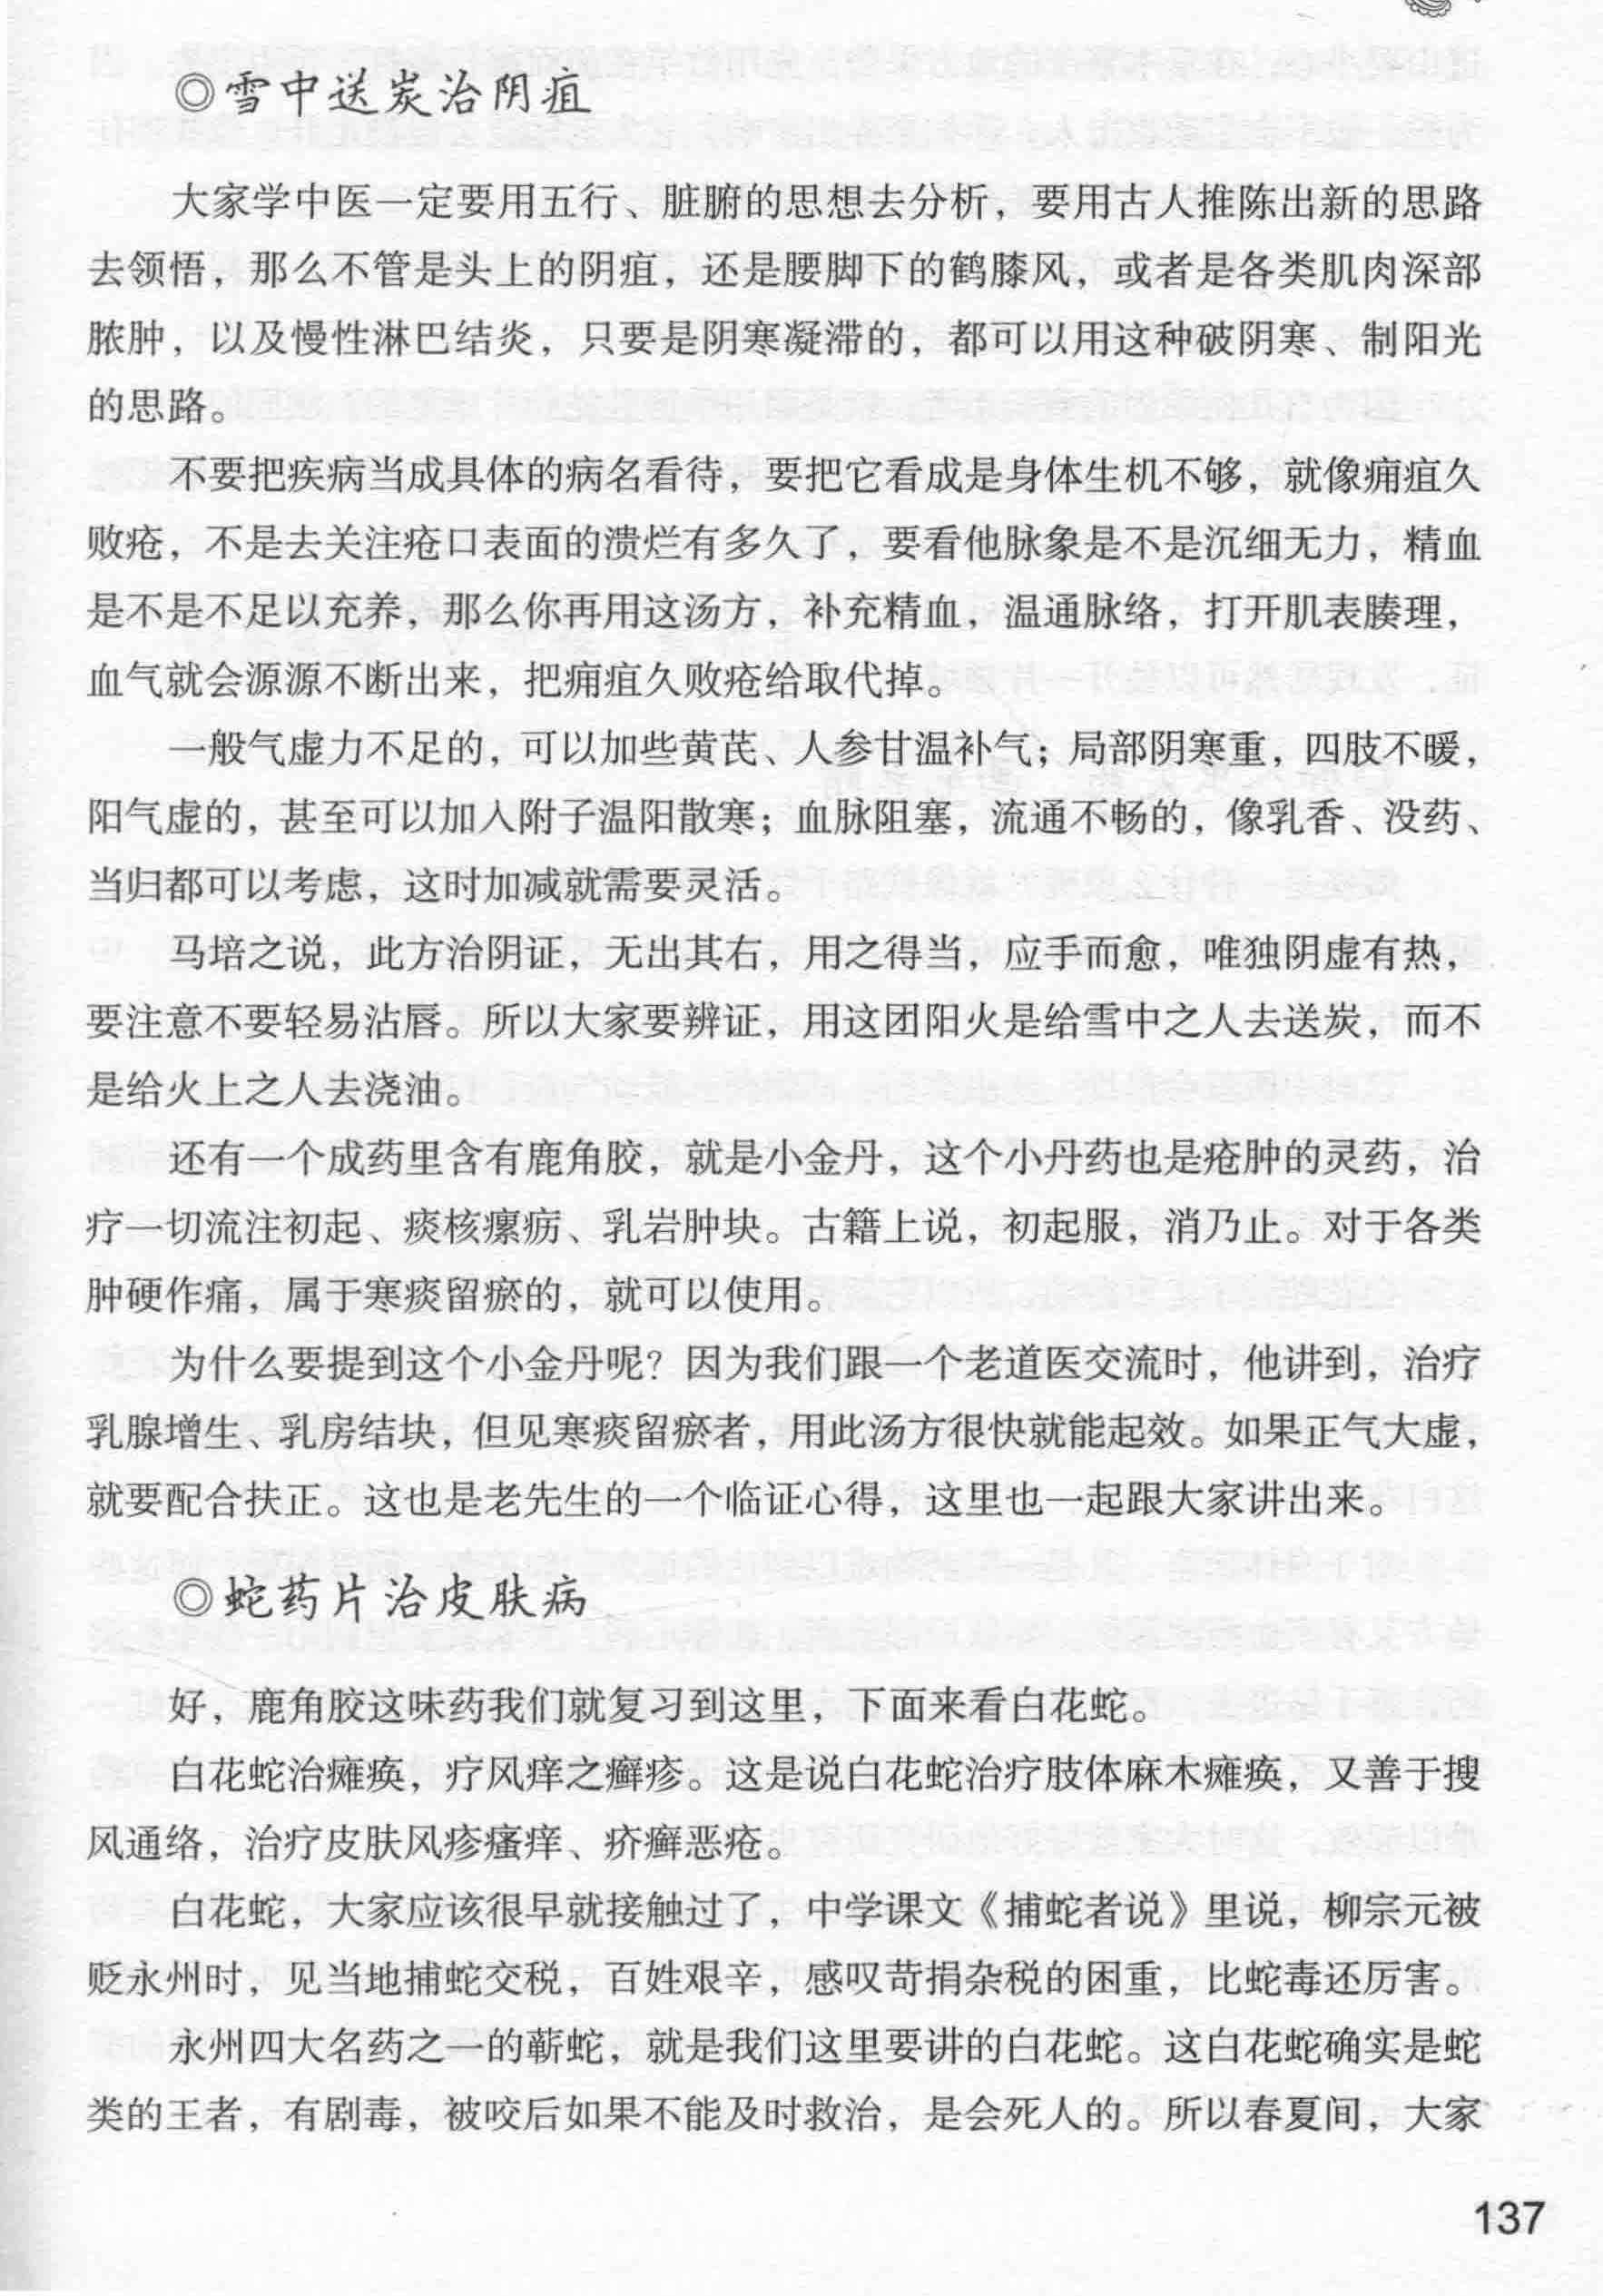 ◎雪中送炭治阴疽
大家学中医一定要用五行、脏腑的思想去分析，要用古人推陈出新的思路
去领悟，那么不管是头上的阴疽，还是腰脚下的鹤膝风，或者是各类肌肉深部
脓肿，以及慢性淋巴结炎，只要是阴寒凝滞的，都可以用这种破阴寒、制阳光
的思路。
不要把疾病当成具体的病名看待，要把它看成是身体生机不够，就像痈疽久
败疮，不是去关注疮口表面的溃烂有多久了，要看他脉象是不是沉细无力，精血
是不是不足以充养，那么你再用这汤方，补充精血，温通脉络，打开肌表腠理，
血气就会源源不断出来，把痈疽久败疮给取代掉。
一般气虚力不足的，可以加些黄芪、人参甘温补气；局部阴寒重，四肢不暖，
阳气虚的，甚至可以加入附子温阳散寒；血脉阻塞，流通不畅的，像乳香、没药、
当归都可以考虑，这时加减就需要灵活。
马培之说，此方治阴证，无出其右，用之得当，应手而愈，唯独阴虚有热，
要注意不要轻易沾唇。所以大家要辨证，用这团阳火是给雪中之人去送炭，而不
是给火上之人去浇油。
还有一个成药里含有鹿角胶，就是小金丹，这个小丹药也是疮肿的灵药，治
疗一切流注初起、痰核瘰疬、乳岩肿块。古籍上说，初起服，消乃止。对于各类
肿硬作痛，属于寒痰留瘀的，就可以使用。
为什么要提到这个小金丹呢？因为我们跟一个老道医交流时，他讲到，治疗
乳腺增生、乳房结块，但见寒痰留瘀者，用此汤方很快就能起效。如果正气大虚，
就要配合扶正。这也是老先生的一个临证心得，这里也一起跟大家讲出来。
◎蛇药片治皮肤病
好，鹿角胶这味药我们就复习到这里，下面来看白花蛇。
白花蛇治瘫痪，疗风痒之癣疹。这是说白花蛇治疗肢体麻木瘫痪，又善于搜
风通络，治疗皮肤风疹瘙痒、疥癣恶疮。
白花蛇，大家应该很早就接触过了，中学课文《捕蛇者说》里说，柳宗元被
贬永州时，见当地捕蛇交税，百姓艰辛，感叹苛捐杂税的困重，比蛇毒还厉害。
永州四大名药之一的蕲蛇，就是我们这里要讲的白花蛇。这白花蛇确实是蛇
类的王者，有剧毒，被咬后如果不能及时救治，是会死人的。所以春夏间，大家
137